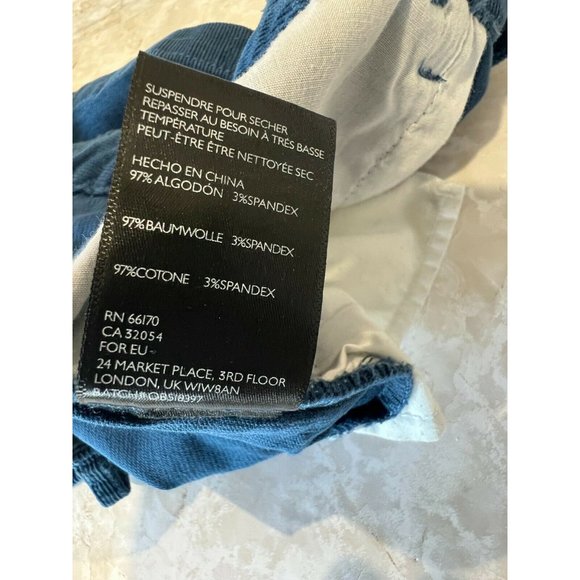 SUSPENDRE POUR SECHER
REPASSER AU BESOIN À TRÉS BASSE
TEMPÉRATURE
PEUT-ÊTRE ÊTRE NETTOYÉE SEC
HECHO EN CHINA
97% ALGODÓN 3%SPANDEX
97%BAUMWOLLE 3%SPANDEX
97%COTONE 3%SPANDEX
RN 66170
CA 32054
FOR EU-
24 MARKET PLACE, 3RD FLOOR
LONDON, UK W1W8AN